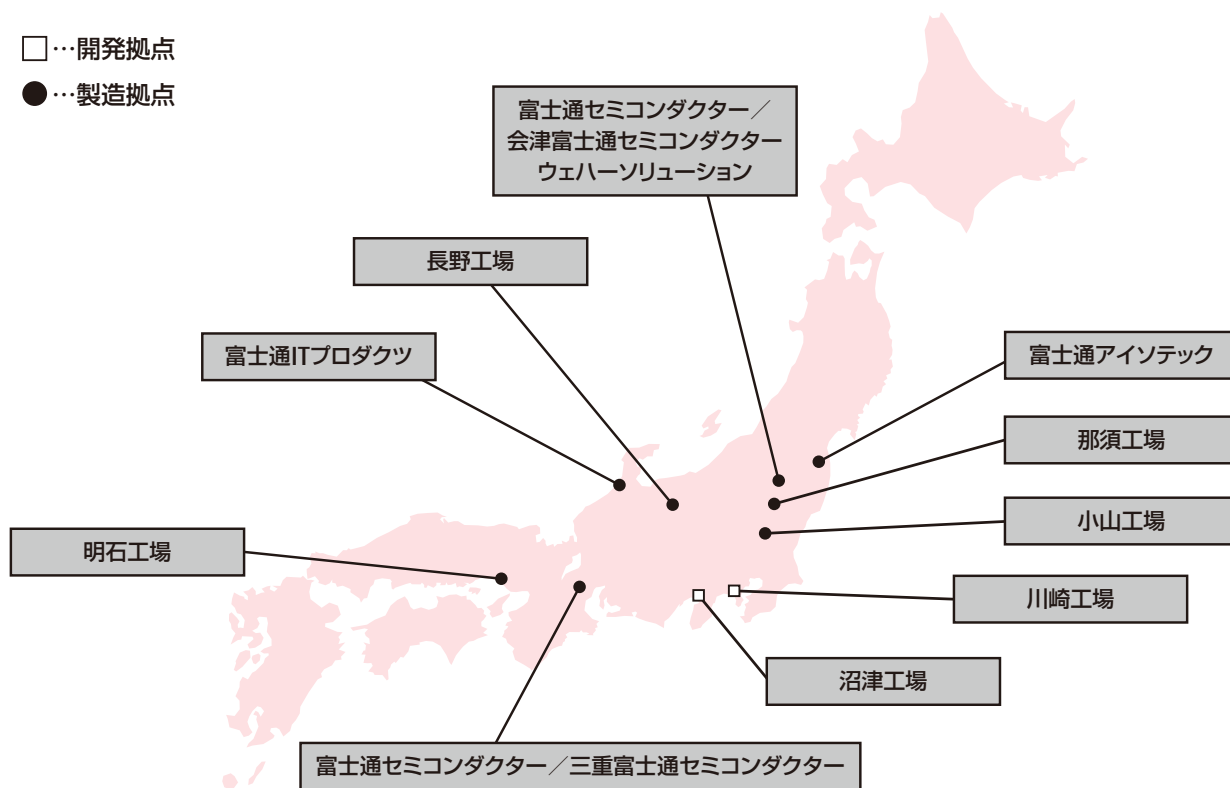 □…開発拠点
●…製造拠点
富士通セミコンダクター／
会津富士通セミコンダクター
ウェハーソリューション
長野工場
富士通ITプロダクツ
富士通アイソテック
那須工場
小山工場
明石工場
川崎工場
沼津工場
富士通セミコンダクター／三重富士通セミコンダクター